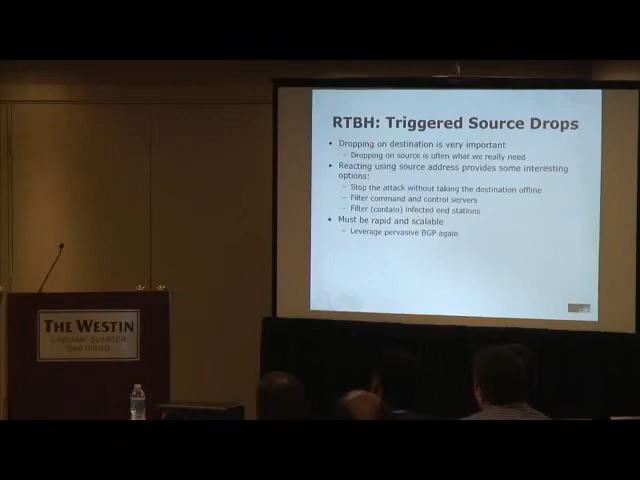 RTBH: Triggered Source Drops
• Dropping on destination is very important
– Dropping on source is often what we really need
• Reacting using source address provides some interesting
options:
– Stop the attack without taking the destination offline
– Filter command and control servers
– Filter (contain) infected end stations
• Must be rapid and scalable
– Leverage pervasive BGP again
THE WESTIN
GASLAMP QUARTER
SAN DIEGO